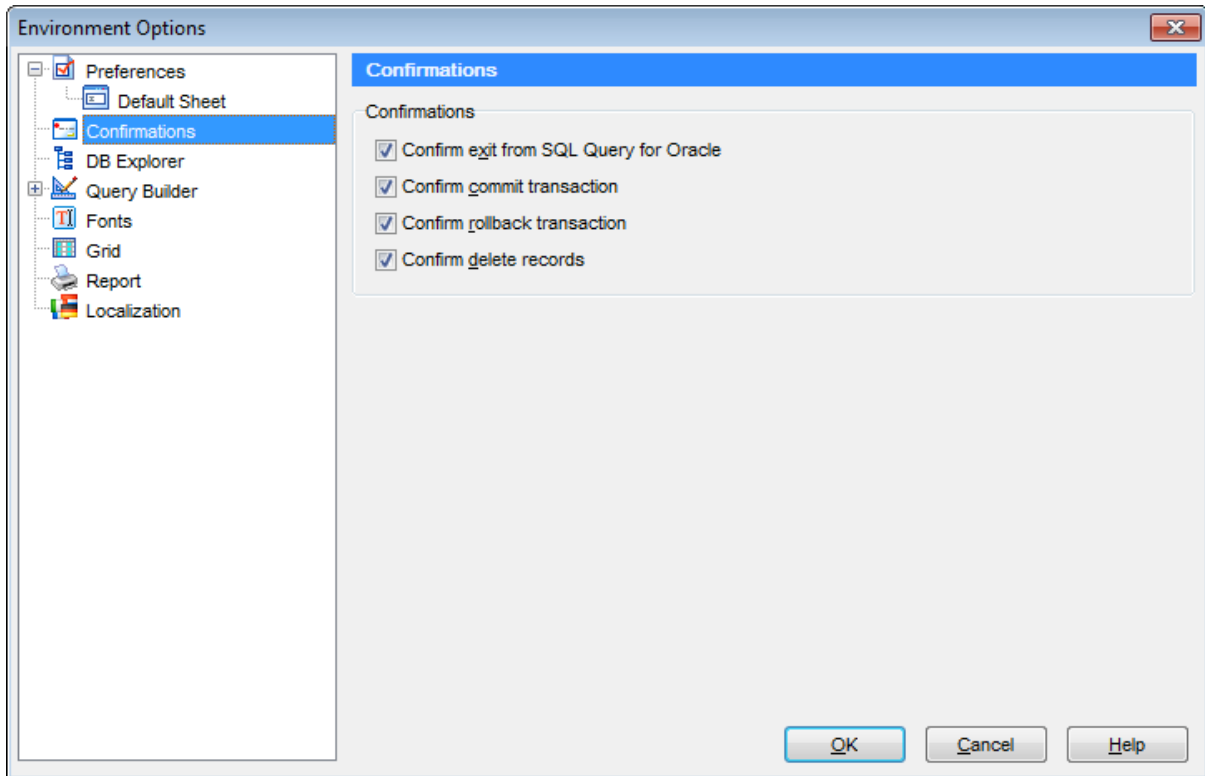 Environment Options
Preferences
Default Sheet
Confirmations
DB Explorer
Query Builder
Fonts
Grid
Report
Localization
Confirmations
Confirmations
Confirm exit from SQL Query for Oracle
Confirm commit transaction
Confirm rollback transaction
Confirm delete records
OK
Cancel
Help